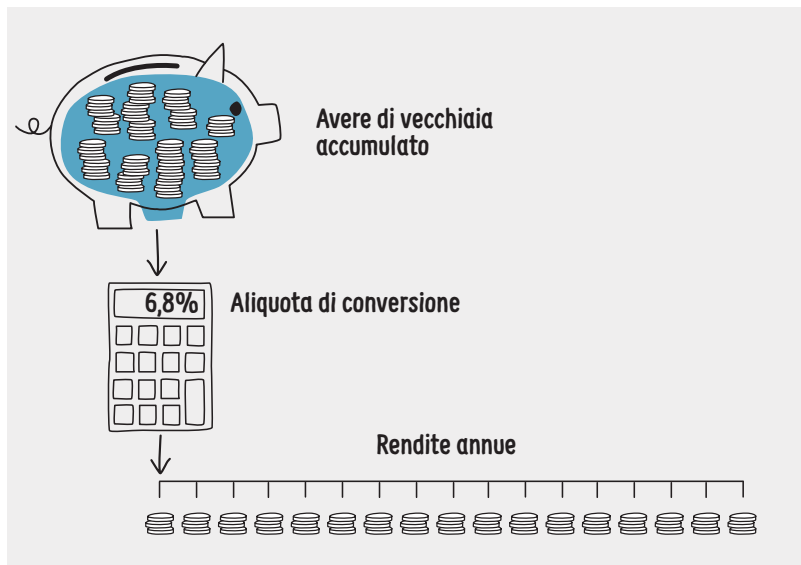 Avere di vecchiaia
accumulato
6,8%
Aliquota di conversione
Rendite annue